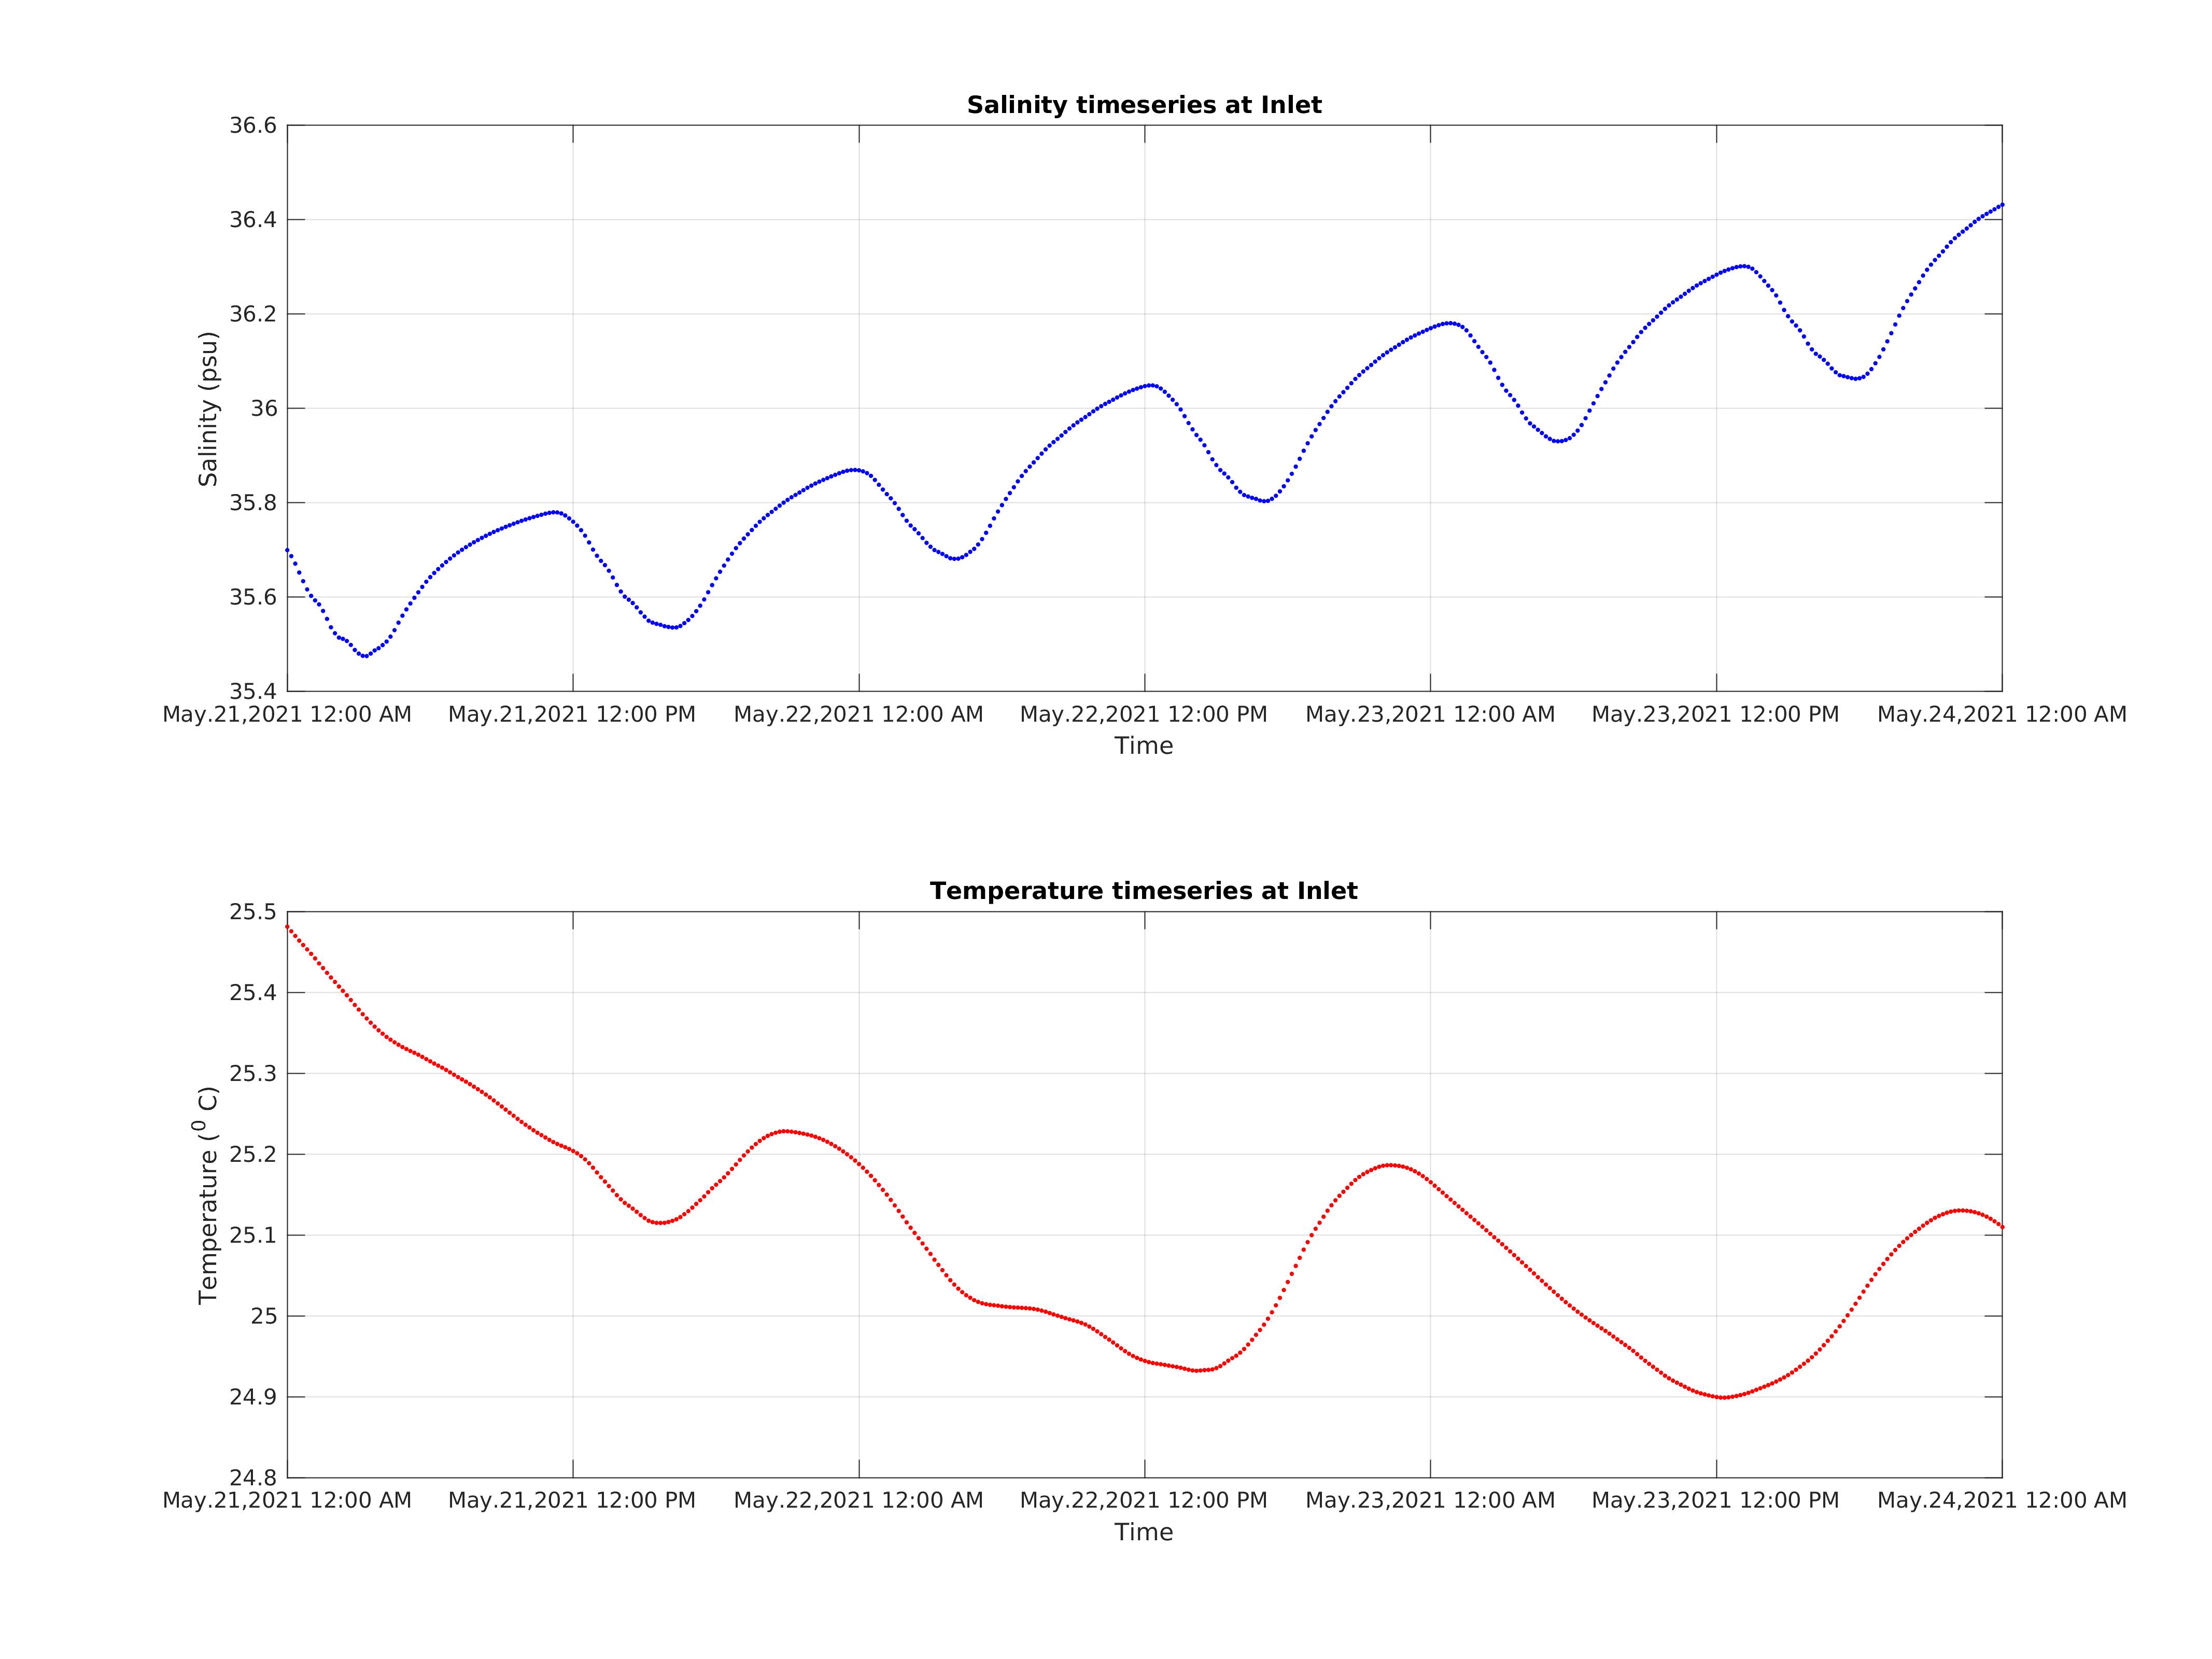 Salinity timeseries at Inlet
36.6
36.4
36.2
36
35.8
35.6
35.4
Salinity (psu)
May.21,2021 12:00 AM May.21,2021 12:00 PM May.22,2021 12:00 AM May.22,2021 12:00 PM May.23,2021 12:00 AM May.23,2021 12:00 PM May.24,2021 12:00 AM
Time
Temperature timeseries at Inlet
25.5
25.4
25.3
25.2
25.1
25
24.9
24.8
Temperature (⁰ C)
May.21,2021 12:00 AM May.21,2021 12:00 PM May.22,2021 12:00 AM May.22,2021 12:00 PM May.23,2021 12:00 AM May.23,2021 12:00 PM May.24,2021 12:00 AM
Time